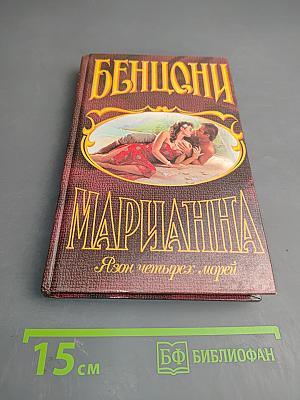 БЕНЦОНИ
МАРИАННА
Язон четырех морей
15 см
БФ БИБЛИОФАН